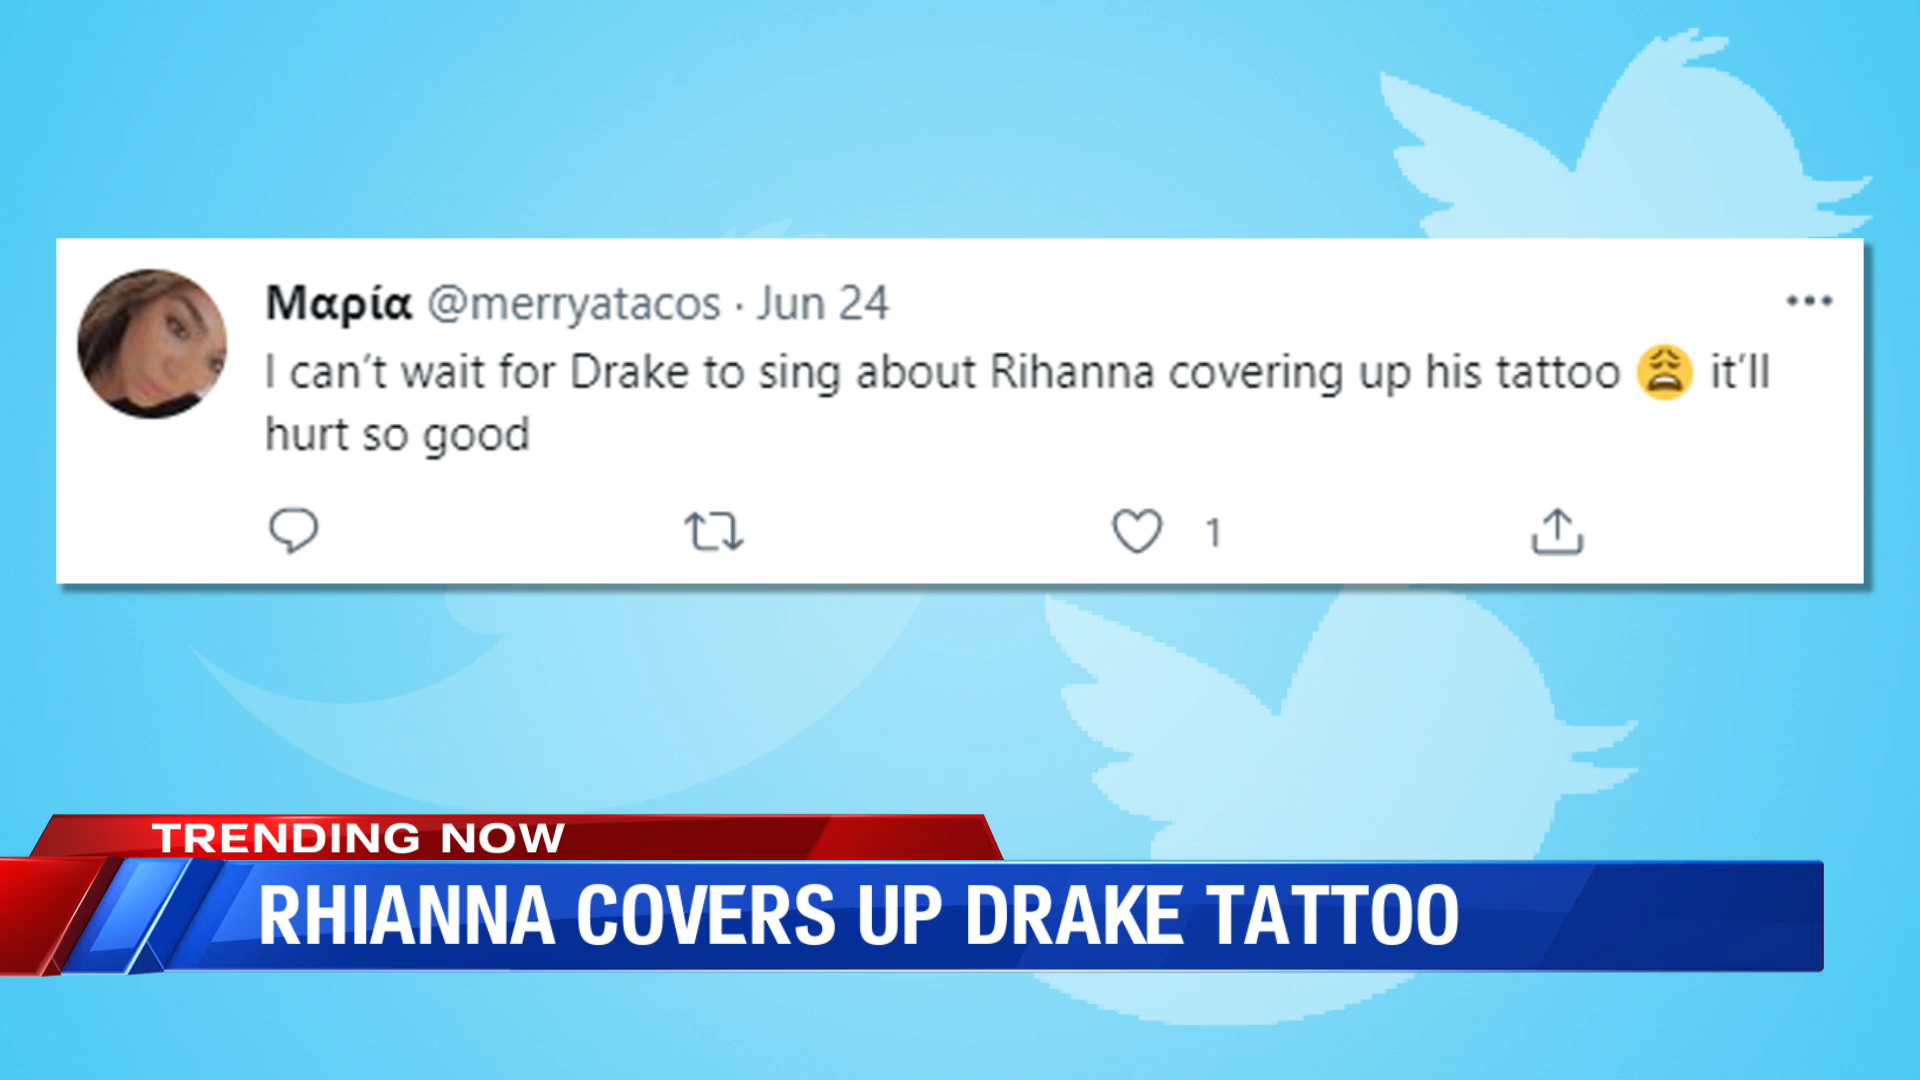 Μαρία @merryatacos · Jun 24
I can't wait for Drake to sing about Rihanna covering up his tattoo 😩 it'll
hurt so good
1
TRENDING NOW
RHIANNA COVERS UP DRAKE TATTOO